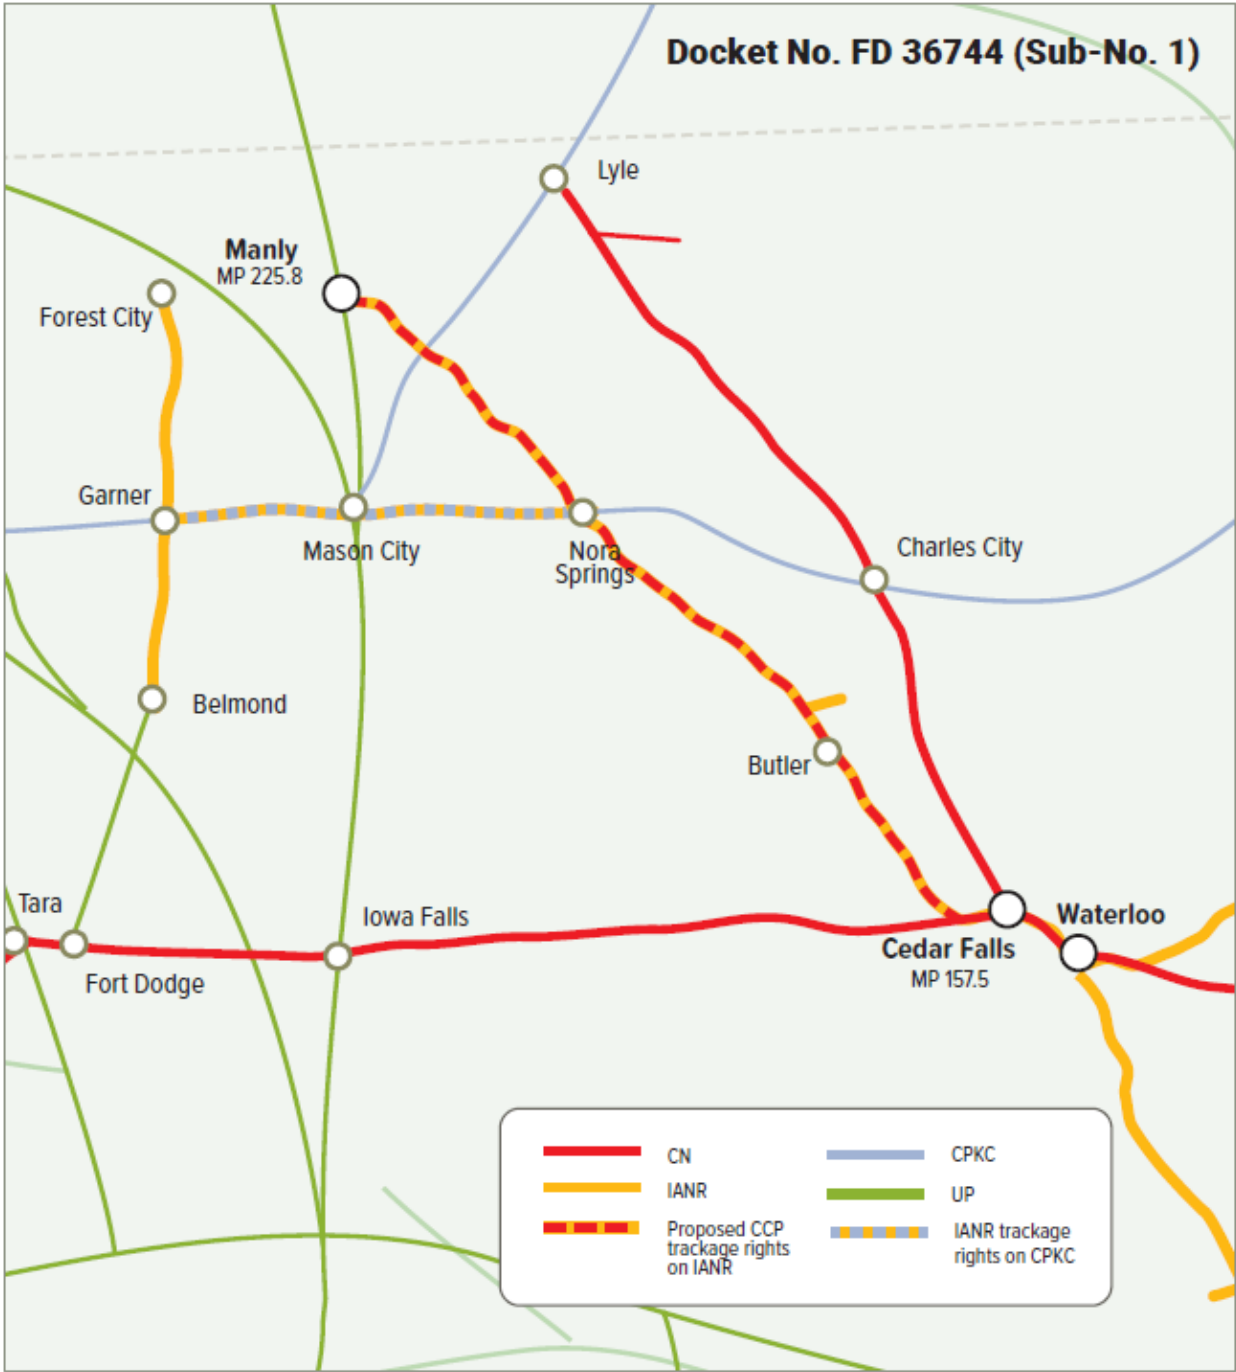 Docket No. FD 36744 (Sub-No. 1)
Lyle
Manly
MP 225.8
Forest City
Garner
Mason City
Nora
Springs
Charles City
Belmond
Butler
Tara
Iowa Falls
Waterloo
Cedar Falls
MP 157.5
Fort Dodge
CN
IANR
Proposed CCP
trackage rights
on IANR
CPKC
UP
IANR trackage
rights on CPKC